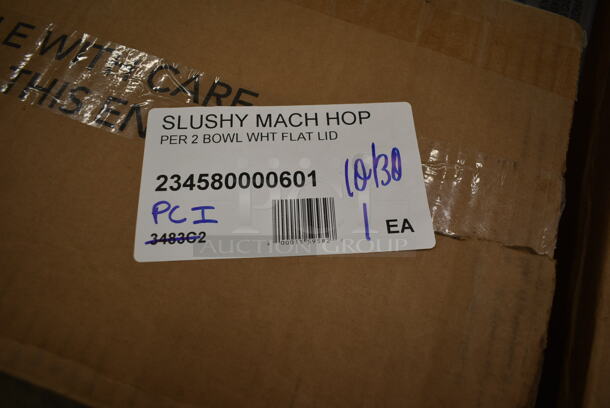 E WITH CARE
THIS EN
SLUSHY MACH HOP
PER 2 BOWL WHT FLAT LID
234580000601 10/30
PCI
3483G2
1 EA
AUCTION GROUP